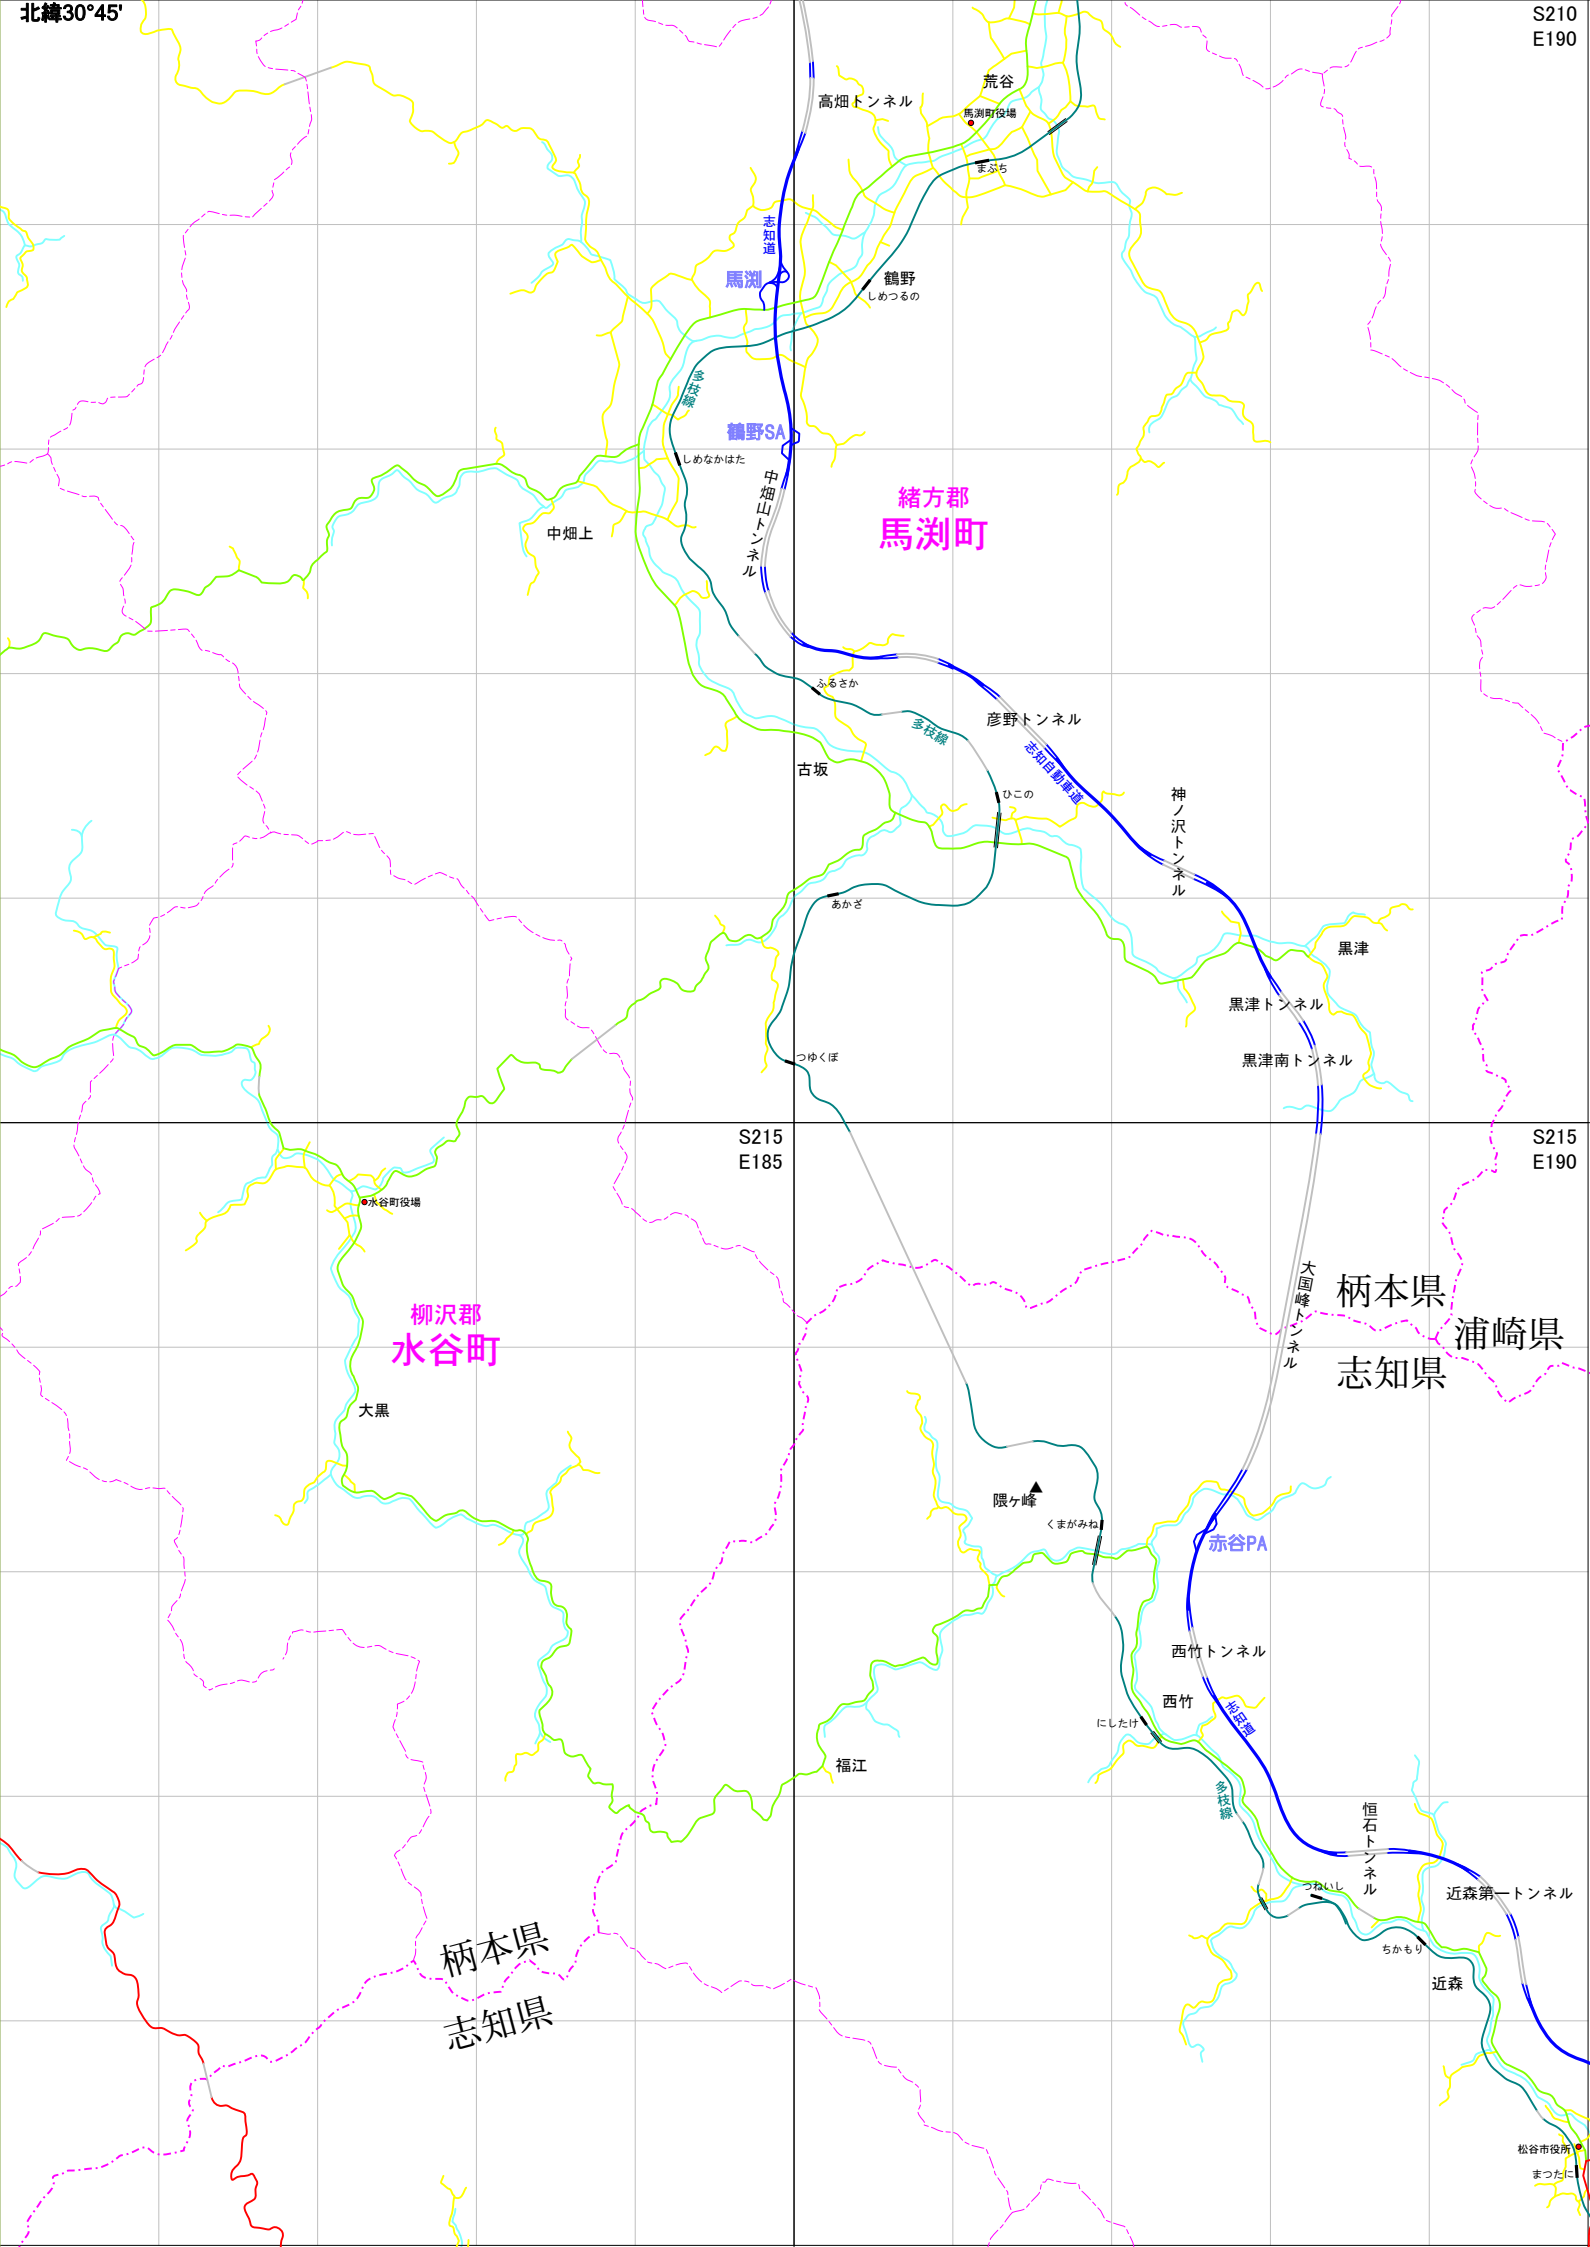 北緯30°45'
S210
E190
荒谷
高畑トンネル
馬渕町役場
まぶち
志知道
馬渕
鶴野
しめつるの
多枝線
鶴野SA
しめなかはた
中畑山トンネル
緒方郡
馬渕町
中畑上
ふるさか
多枝線
彦野トンネル
志知自動車道
古坂
ひこの
神ノ沢トンネル
あかざ
黒津
黒津トンネル
つゆくぼ
黒津南トンネル
S215
E185
S215
E190
水谷町役場
大国峰トンネル
柄本県
浦崎県
志知県
柳沢郡
水谷町
大黒
隈ヶ峰
くまがみね
赤谷PA
西竹トンネル
西竹
にしたけ
志知道
福江
多枝線
恒石トンネル
つねいし
近森第一トンネル
ちかもり
近森
柄本県
志知県
松谷市役所
まつたに